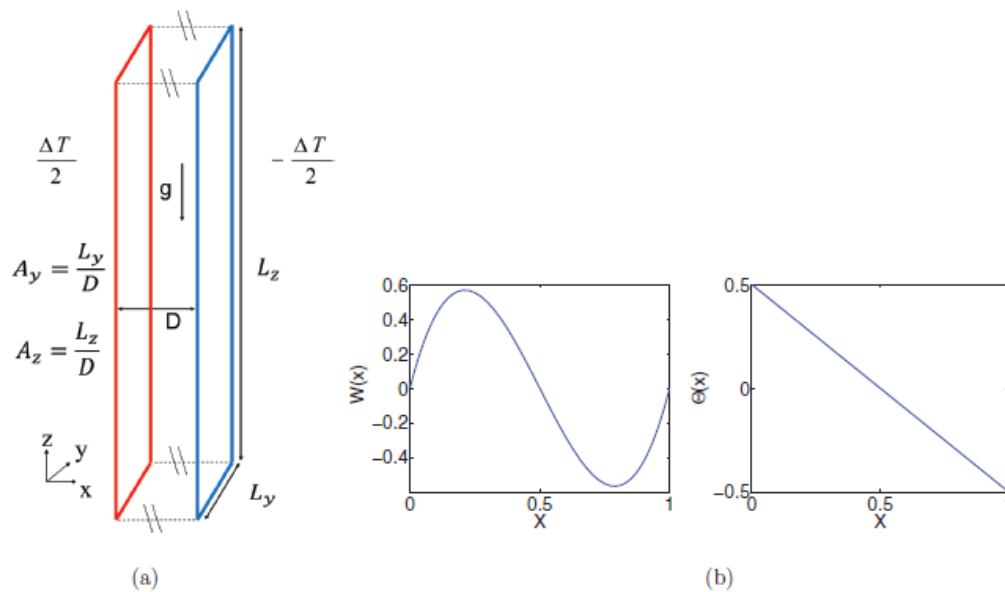 ΔT
2
g
- ΔT
2
A_y = L_y
D
L_z
D
A_z = L_z
D
z
y
x
L_y
(a)
0.6
0.4
0.2
0
−0.2
−0.4
W(x)
0
0.5
1
X
0.5
0
−0.5
Θ(x)
0
0.5
1
X
(b)